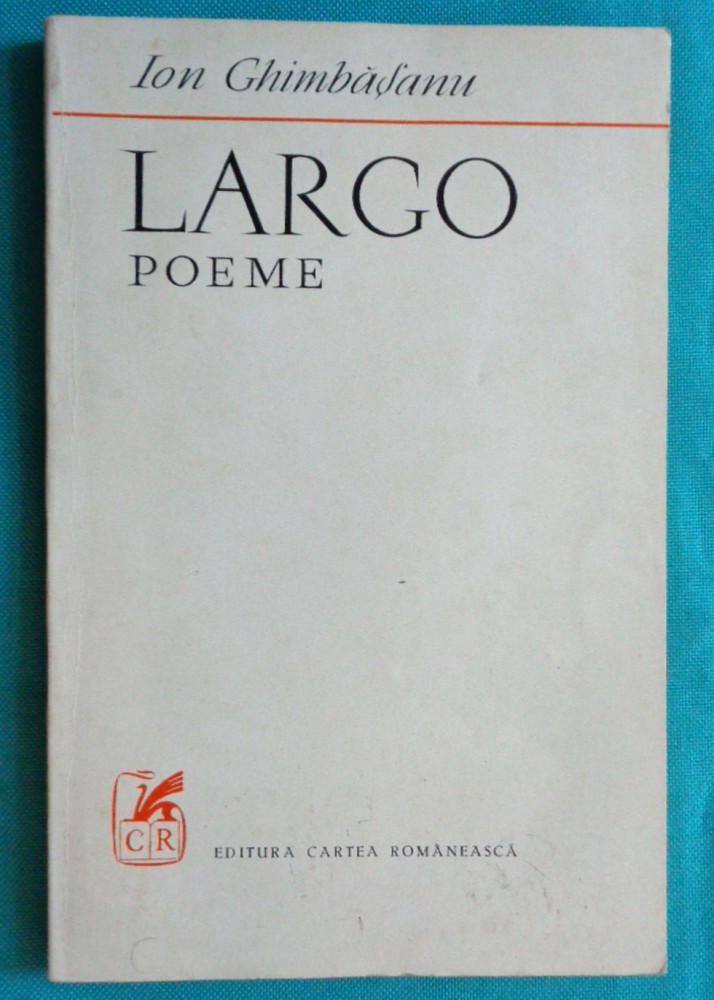 Ion Ghimbășanu
LARGO
POEME
CR
EDITURA CARTEA ROMÂNEASCĂ